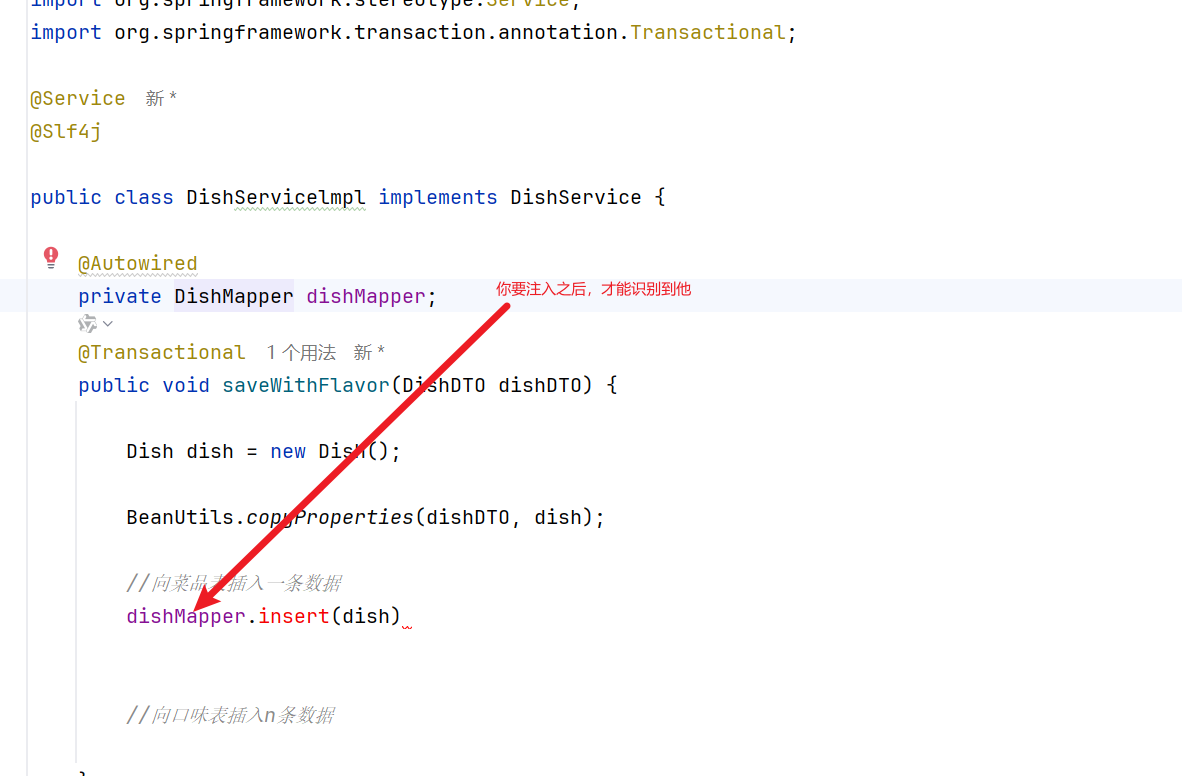 import org.springframework.stereotype.Service;
import org.springframework.transaction.annotation.Transactional;
@Service 新 *
@Slf4j
public class DishServicelmpl implements DishService {
@Autowired
private DishMapper dishMapper; 你要注入之后，才能识别到他
@Transactional 1 个用法 新 *
public void saveWithFlavor(DishDTO dishDTO) {
Dish dish = new Dish();
BeanUtils.copyProperties(dishDTO, dish);
//向菜品表插入一条数据
dishMapper.insert(dish)
//向口味表插入n条数据
}